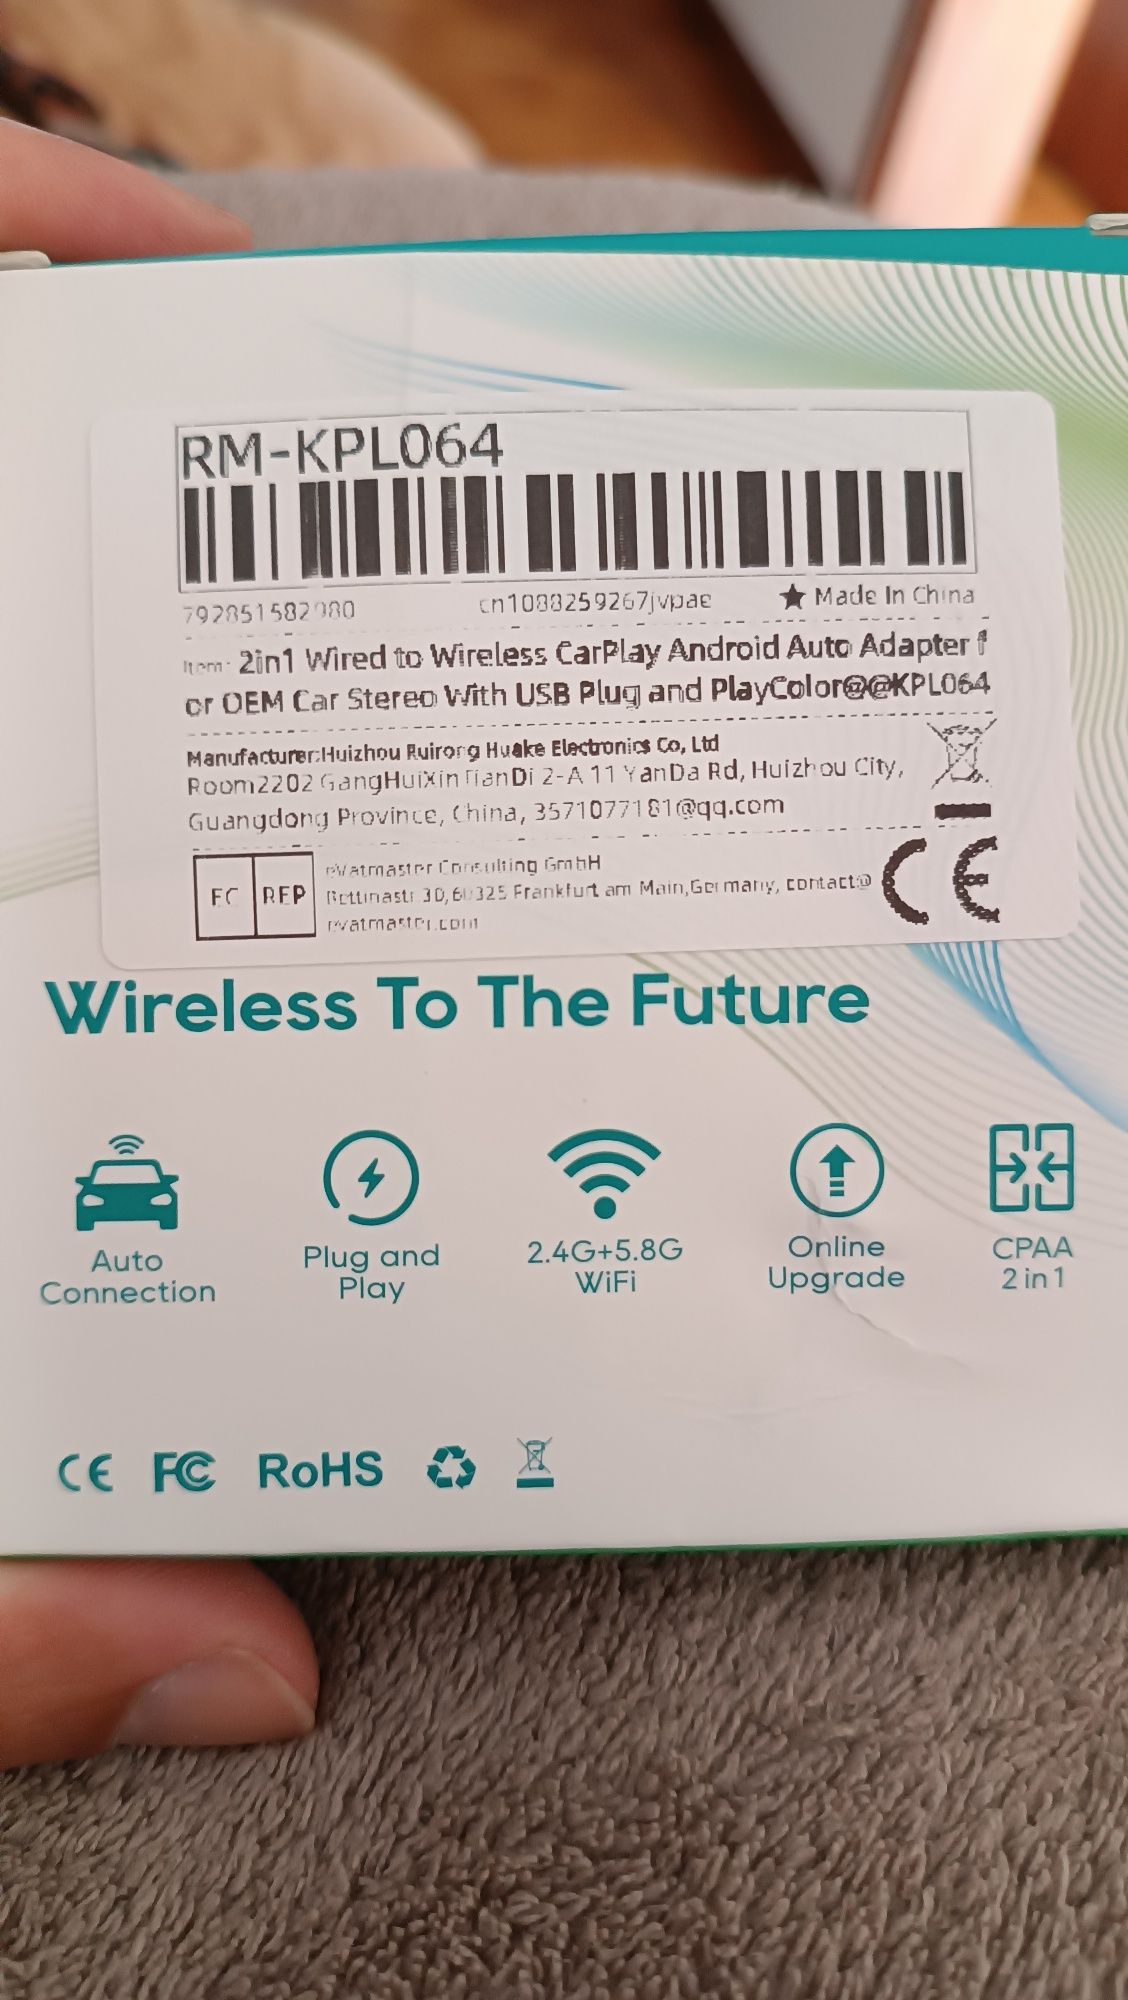 RM-KPL064
cn1088259267jvpae
★ Made In China
Item: 2in1 Wired to Wireless CarPlay Android Auto Adapter f
or OEM Car Stereo With USB Plug and PlayColor@@KPL064
Manufacturer:Huizhou Ruirong Huake Electronics Co, Ltd
Room2202 GangHuiXinTianDi 2-A 11 YanDa Rd, Huizhou City,
Guangdong Province, China, 3571077181@qq.com
EC REP
eVatmaster Consulting GmbH
Bettinastr 30,60325 Frankfurt am Main,Germany, contact@
evatmaster.com
CE
Wireless To The Future
Auto
Connection
Plug and
Play
2.4G+5.8G
WiFi
Online
Upgrade
CPAA
2 in 1
CE FC RoHS